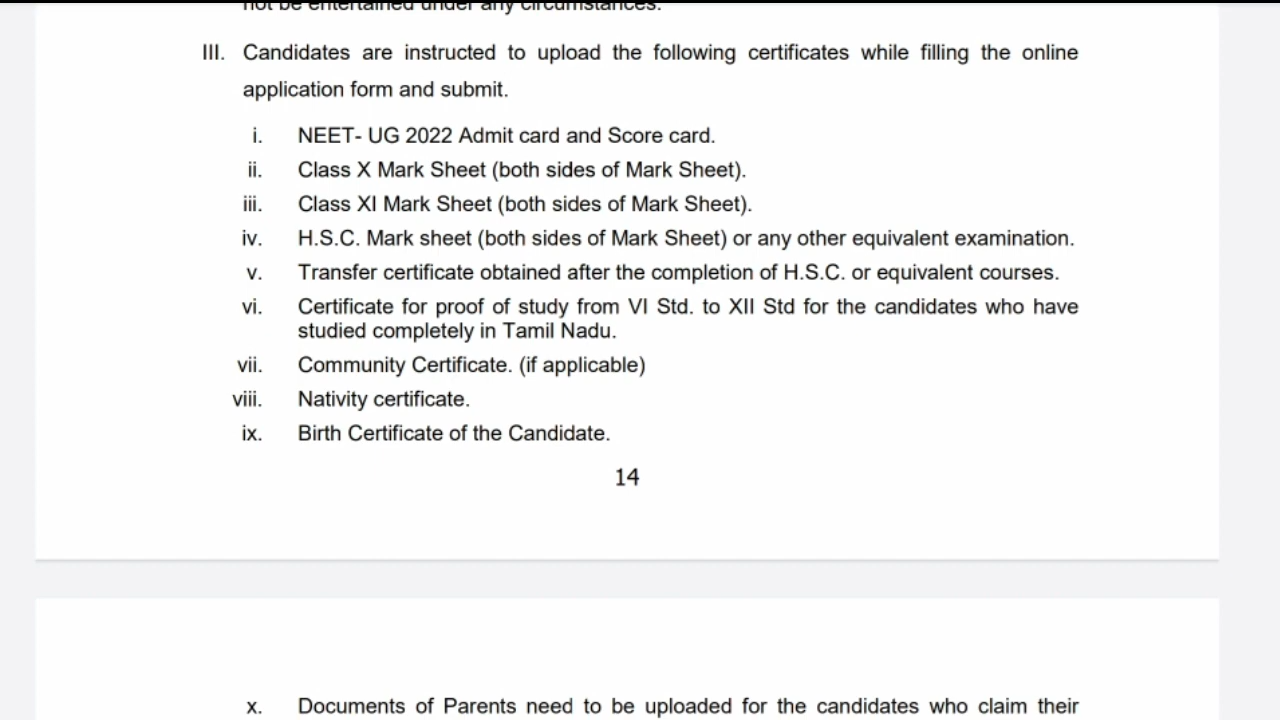 not be entertained under any circumstances.
III. Candidates are instructed to upload the following certificates while filling the online
application form and submit.
i. NEET- UG 2022 Admit card and Score card.
ii. Class X Mark Sheet (both sides of Mark Sheet).
iii. Class XI Mark Sheet (both sides of Mark Sheet).
iv. H.S.C. Mark sheet (both sides of Mark Sheet) or any other equivalent examination.
v. Transfer certificate obtained after the completion of H.S.C. or equivalent courses.
vi. Certificate for proof of study from VI Std. to XII Std for the candidates who have
studied completely in Tamil Nadu.
vii. Community Certificate. (if applicable)
viii. Nativity certificate.
ix. Birth Certificate of the Candidate.
14
x. Documents of Parents need to be uploaded for the candidates who claim their